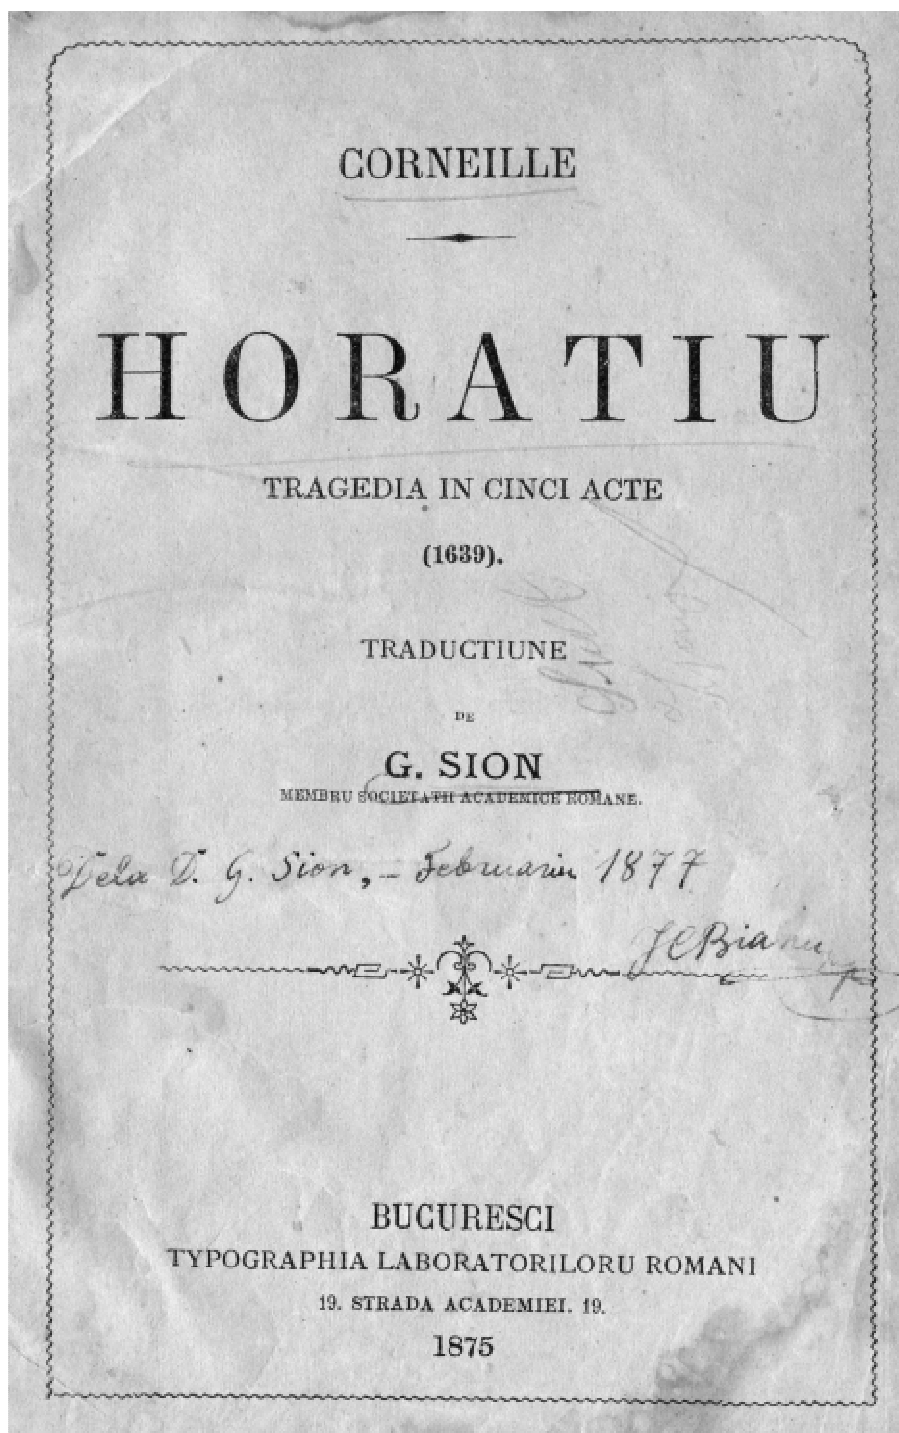 CORNEILLE
HORATIU
TRAGEDIA IN CINCI ACTE
(1639).
TRADUCTIUNE
DE
G. SION
MEMBRU SOCIETATII ACADEMICE ROMANE.
Dela D. G. Sion, – Februariu 1877
Bianu
BUCURESCI
TYPOGRAPHIA LABORATORILORU ROMANI
19. STRADA ACADEMIEI. 19.
1875